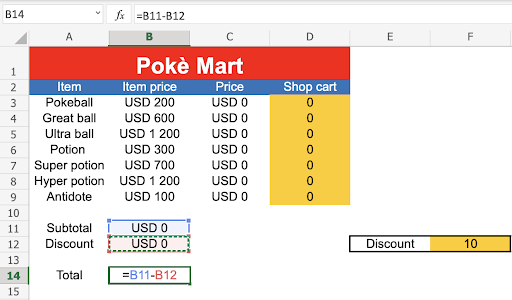 B14 fx =B11-B12
A B C D E F
1 Pokè Mart
2 Item Item price Price Shop cart
3 Pokeball USD 200 USD 0 0
4 Great ball USD 600 USD 0 0
5 Ultra ball USD 1 200 USD 0 0
6 Potion USD 300 USD 0 0
7 Super potion USD 700 USD 0 0
8 Hyper potion USD 1 200 USD 0 0
9 Antidote USD 100 USD 0 0
10
11 Subtotal USD 0
12 Discount USD 0 Discount 10
13
14 Total =B11-B12
15